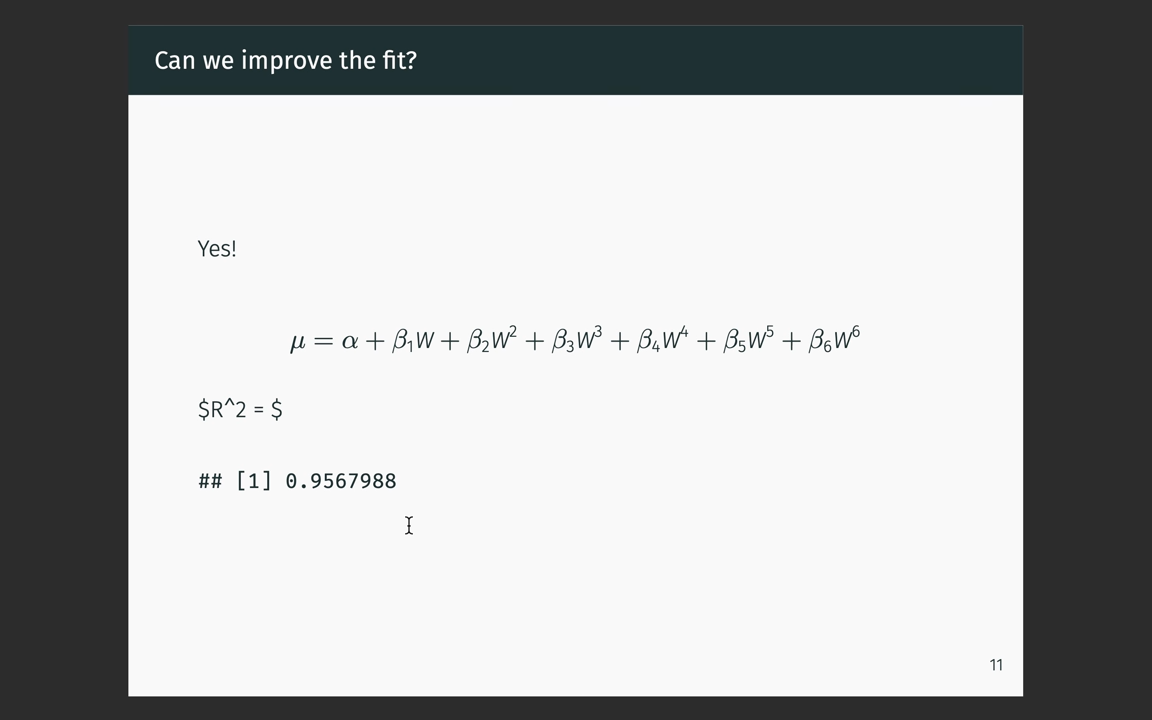 Can we improve the fit?
Yes!
μ = α + β₁W + β₂W² + β₃W³ + β₄W⁴ + β₅W⁵ + β₆W⁶
$R^2 = $
## [1] 0.9567988
11